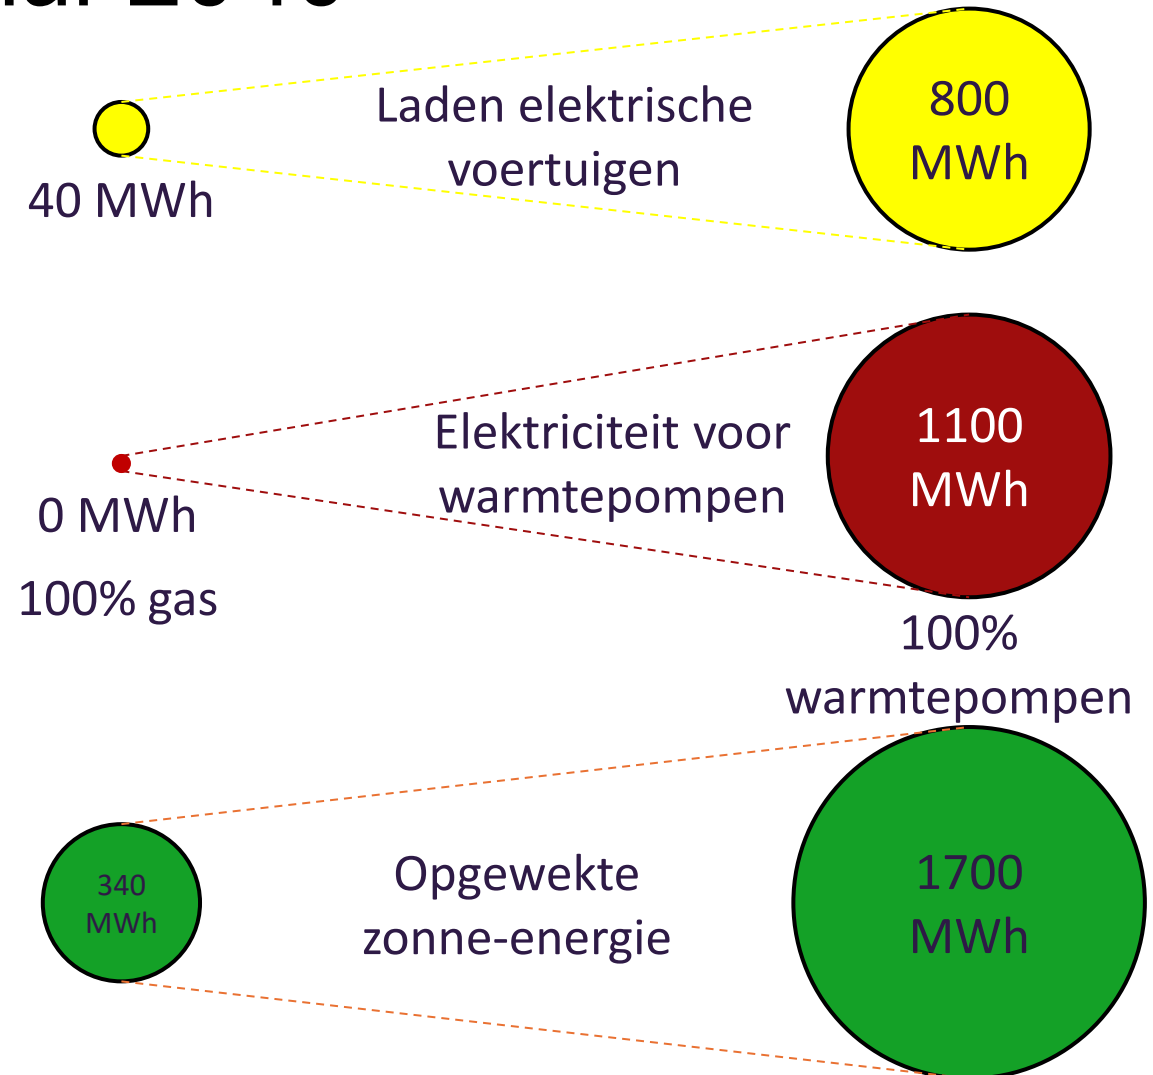 Laden elektrische
voertuigen
800
MWh
40 MWh
Elektriciteit voor
warmtepompen
1100
MWh
0 MWh
100% gas
100%
warmtepompen
340
MWh
Opgewekte
zonne-energie
1700
MWh